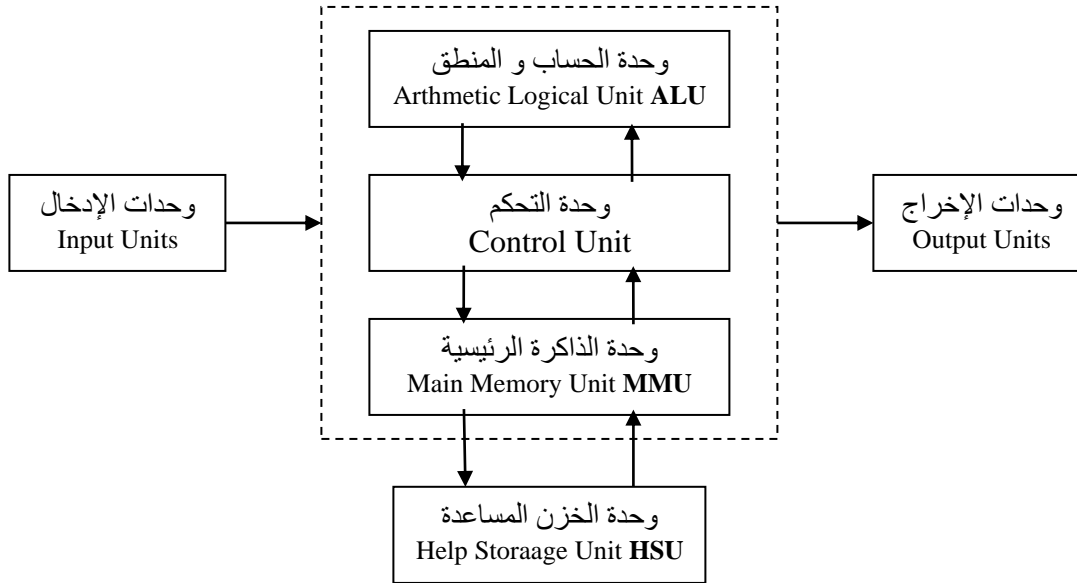 وحدة الحساب و المنطق
Arthmetic Logical Unit ALU
وحدات الإدخال
Input Units
وحدة التحكم
Control Unit
وحدات الإخراج
Output Units
وحدة الذاكرة الرئيسية
Main Memory Unit MMU
وحدة الخزن المساعدة
Help Storaage Unit HSU